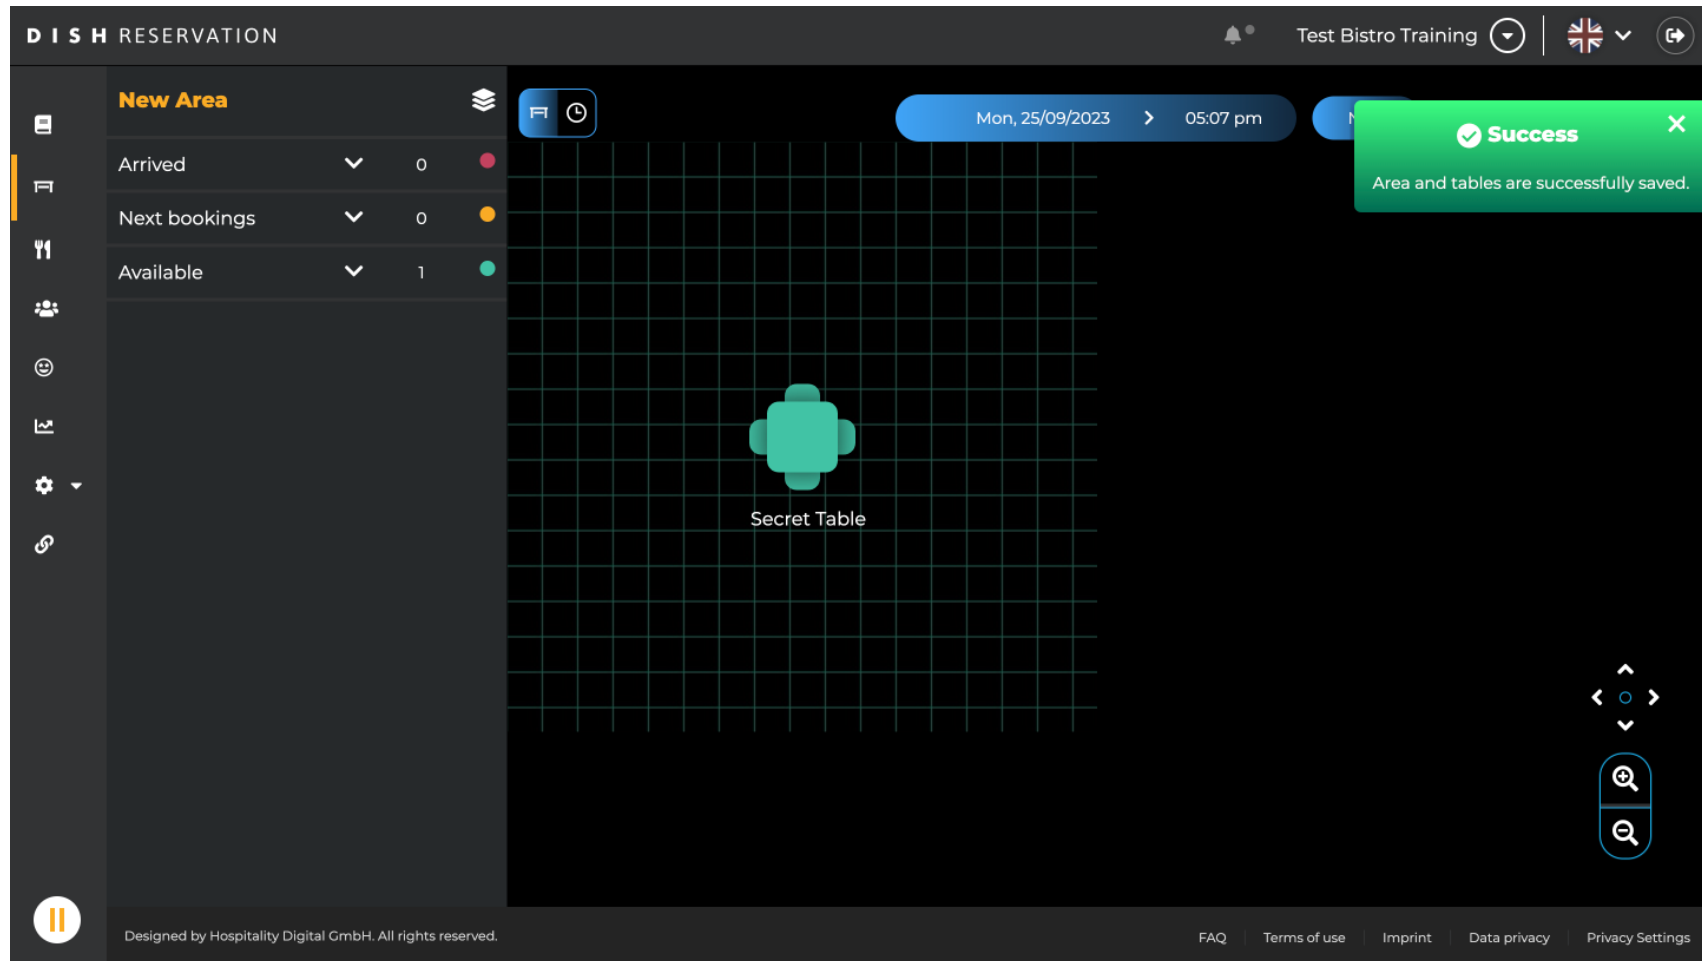 DISH RESERVATION
Test Bistro Training
New Area
Mon, 25/09/2023 05:07 pm
Success
Area and tables are successfully saved.
Arrived 0
Next bookings 0
Available 1
Secret Table
Designed by Hospitality Digital GmbH. All rights reserved.
FAQ
Terms of use
Imprint
Data privacy
Privacy Settings